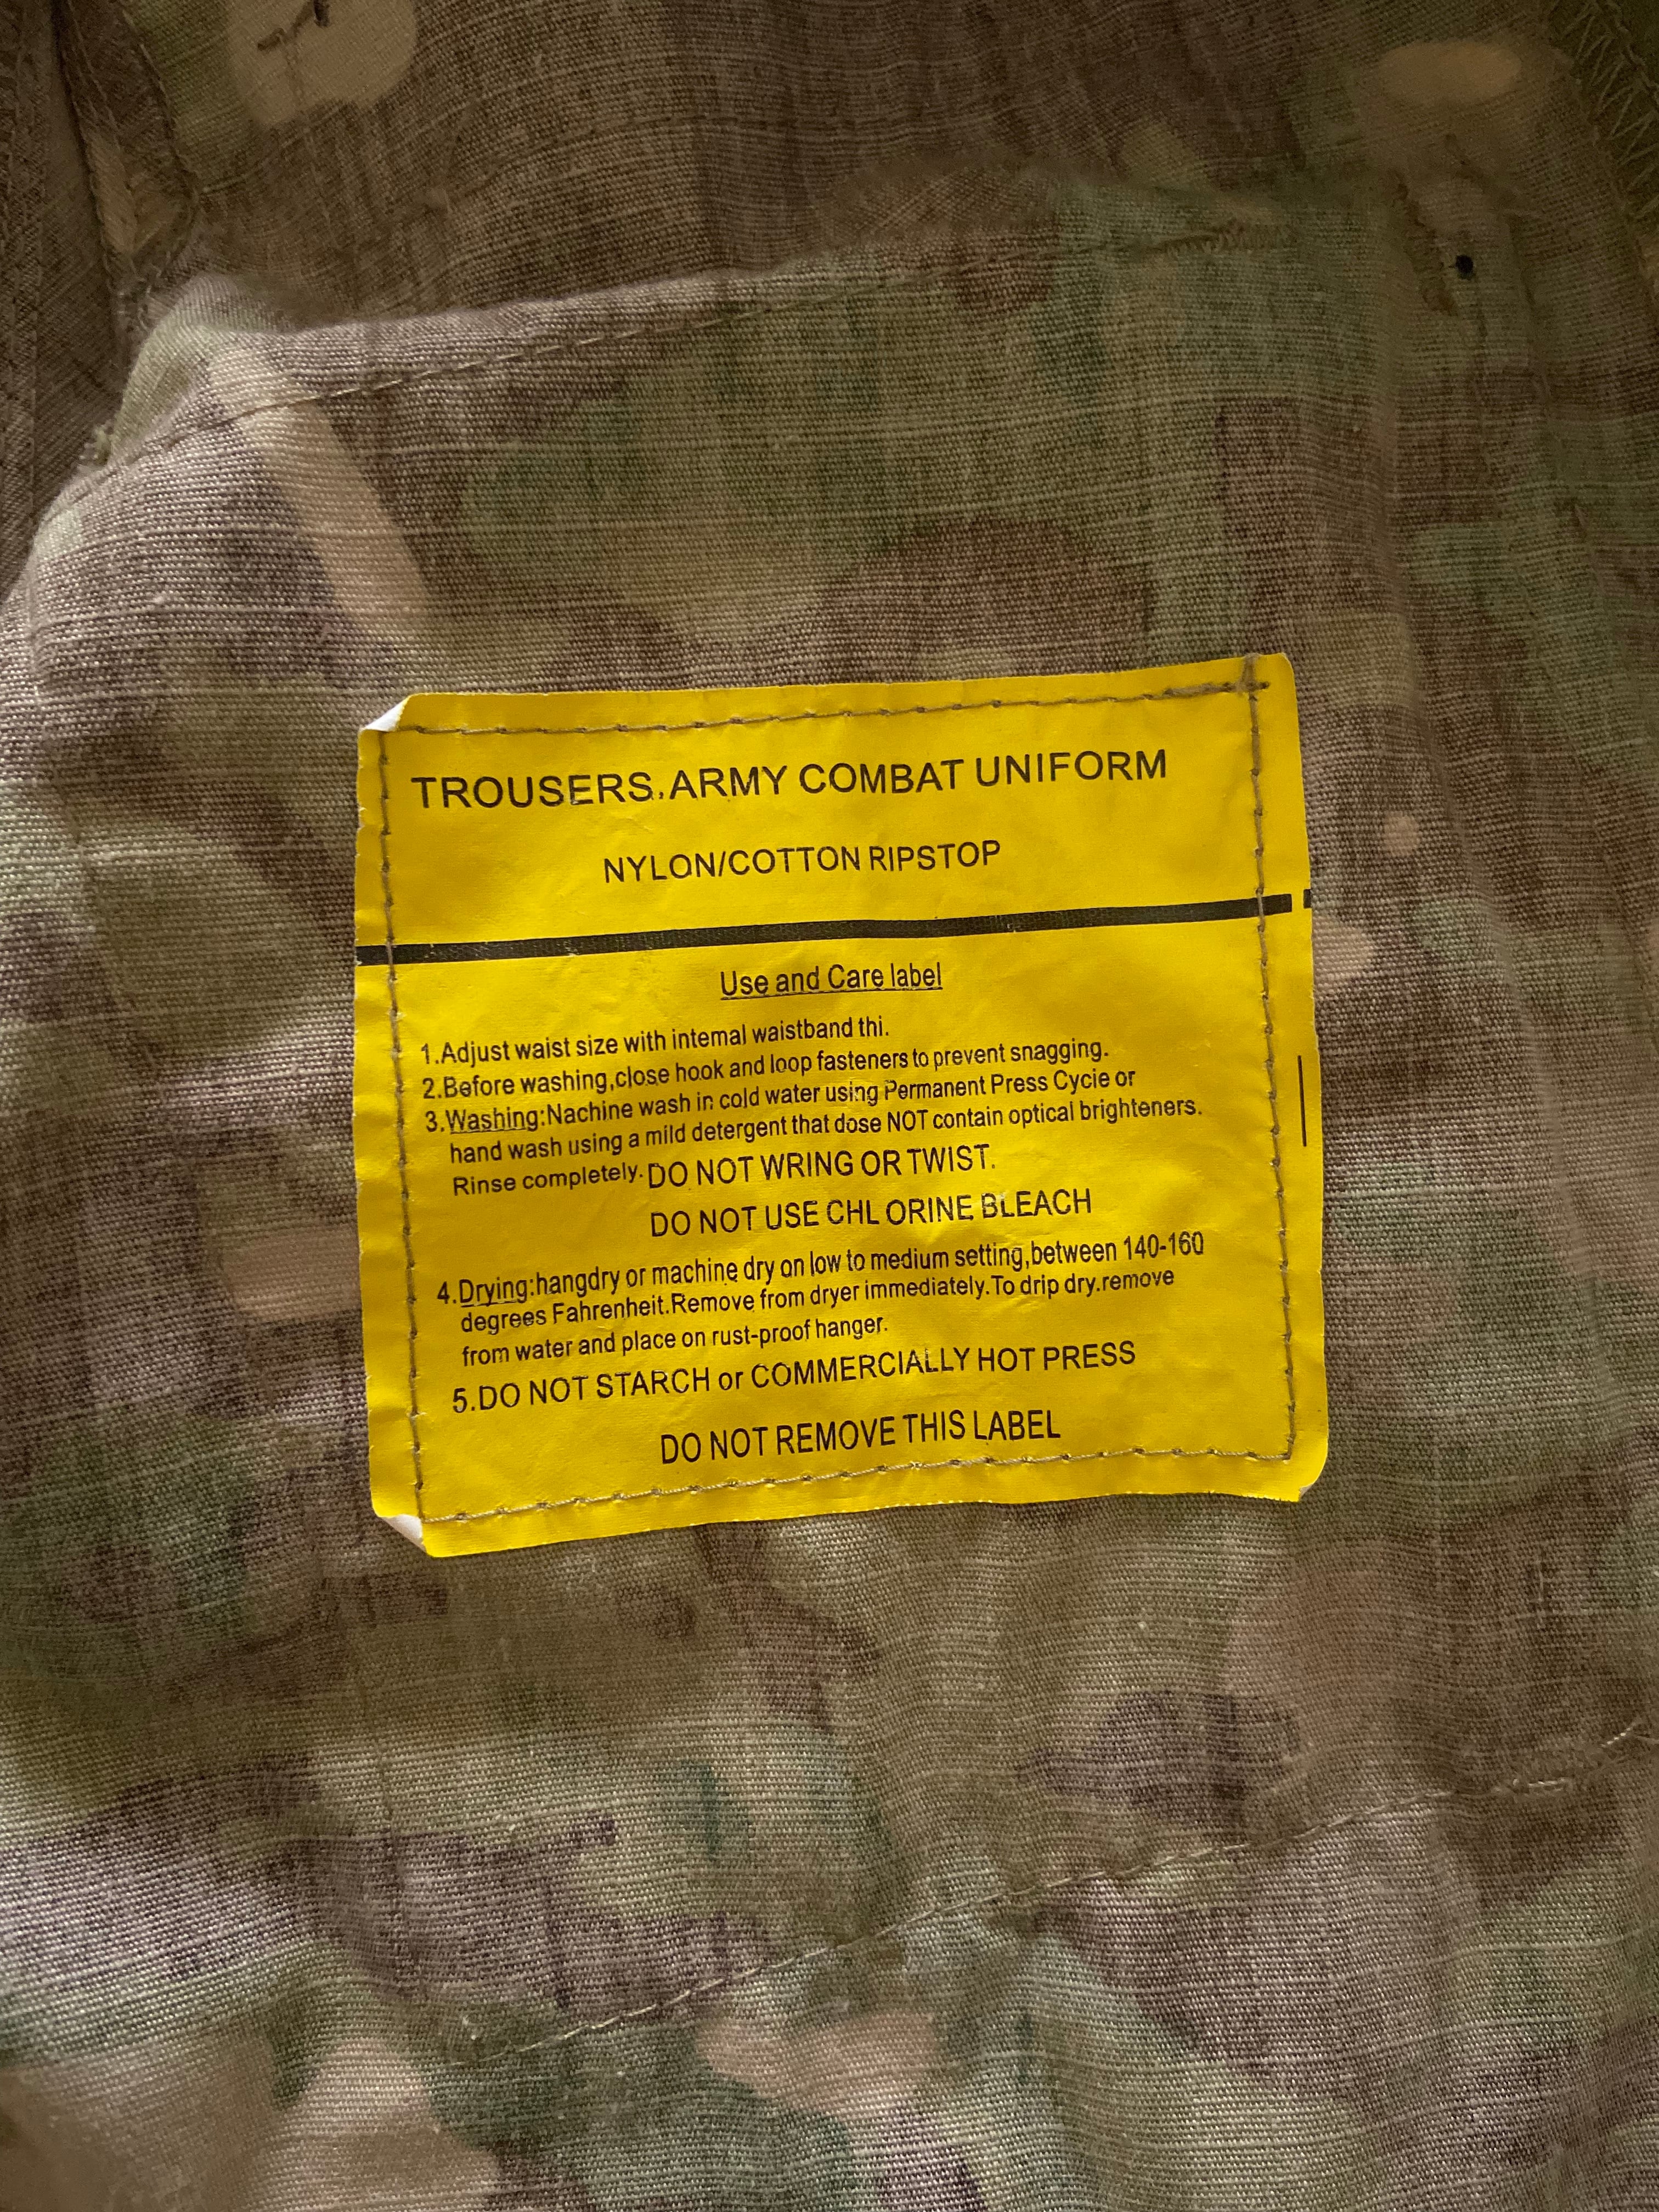 TROUSERS.ARMY COMBAT UNIFORM
NYLON/COTTON RIPSTOP
Use and Care label
1.Adjust waist size with intemal waistband thi.
2.Before washing,close hook and loop fasteners to prevent snagging.
3.Washing:Nachine wash in cold water using Permanent Press Cycie or
hand wash using a mild detergent that dose NOT contain optical brighteners.
Rinse completely.DO NOT WRING OR TWIST.
DO NOT USE CHL ORINE BLEACH
4.Drying:hangdry or machine dry on low to medium setting,between 140-160
degrees Fahrenheit.Remove from dryer immediately.To drip dry.remove
from water and place on rust-proof hanger.
5.DO NOT STARCH or COMMERCIALLY HOT PRESS
DO NOT REMOVE THIS LABEL